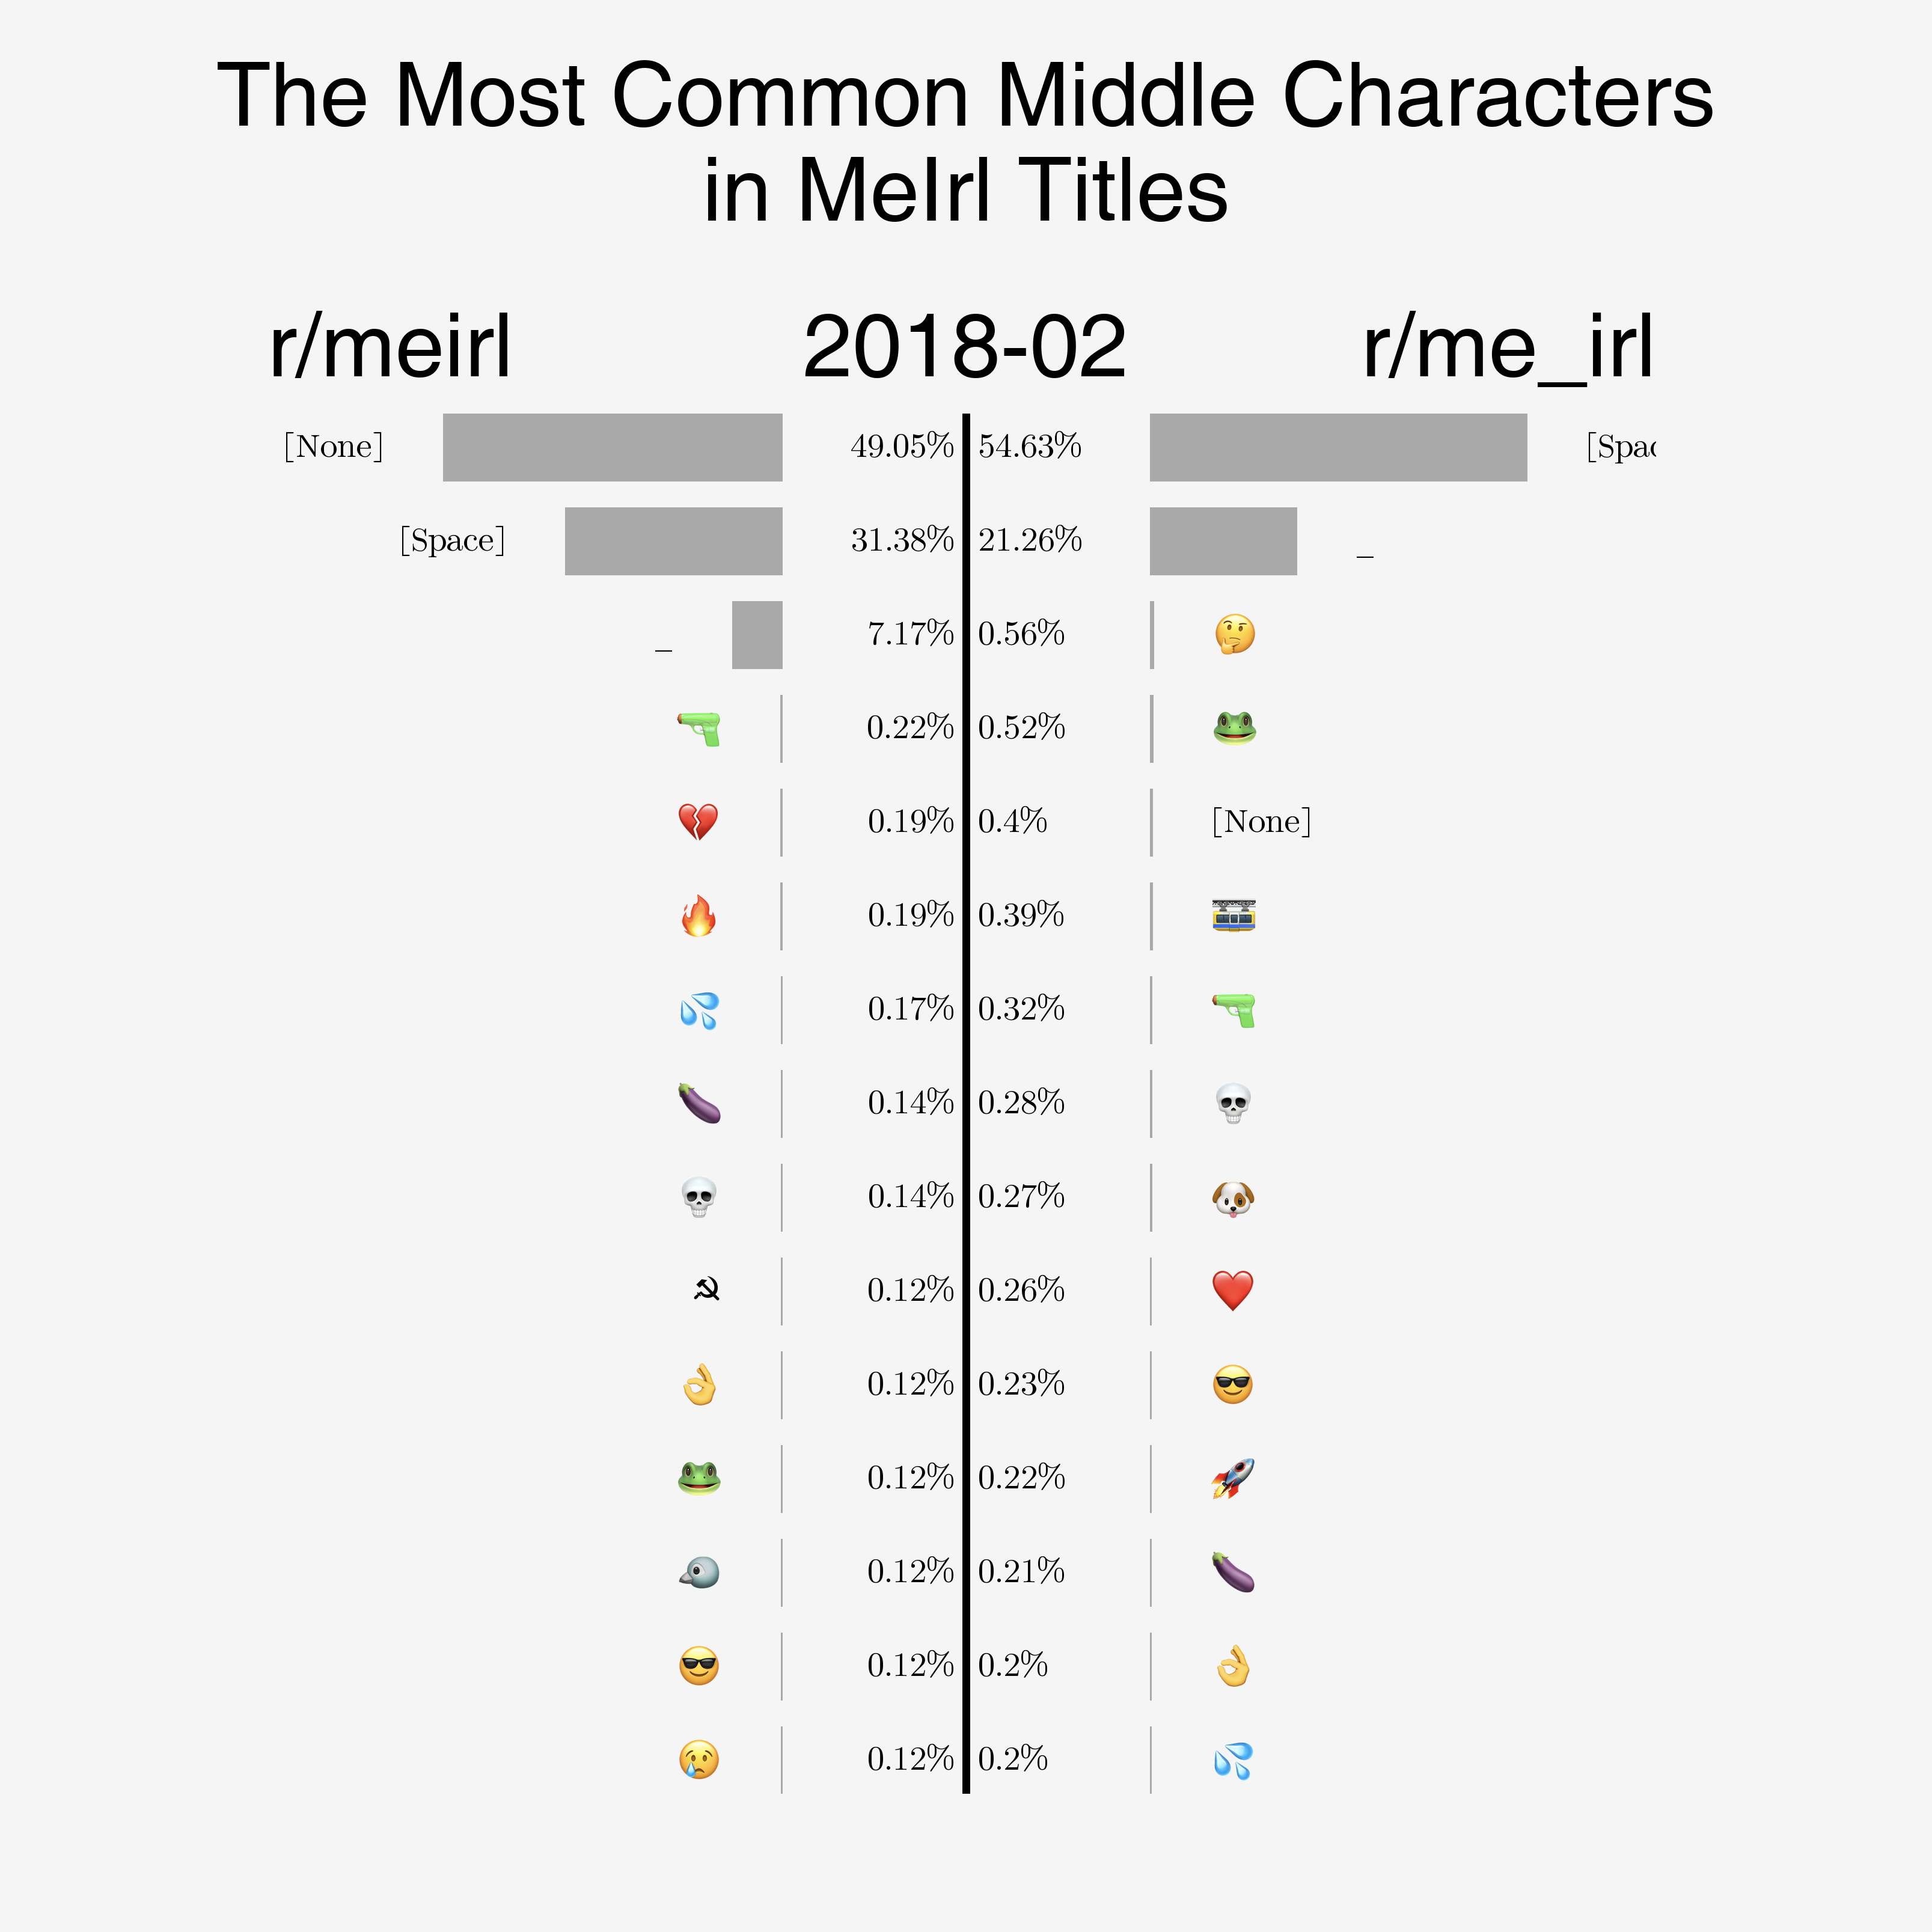 The Most Common Middle Characters
in MeIrl Titles
r/meirl 2018-02 r/me_irl
[None] 49.05% 54.63% [Spac
[Space] 31.38% 21.26% _
_ 7.17% 0.56% 🤔
🔫 0.22% 0.52% 🐸
💔 0.19% 0.4% [None]
🔥 0.19% 0.39% 🚟
💦 0.17% 0.32% 🔫
🍆 0.14% 0.28% 💀
💀 0.14% 0.27% 🐶
☭ 0.12% 0.26% ❤️
👌 0.12% 0.23% 😎
🐸 0.12% 0.22% 🚀
🐦 0.12% 0.21% 🍆
😎 0.12% 0.2% 👌
😢 0.12% 0.2% 💦